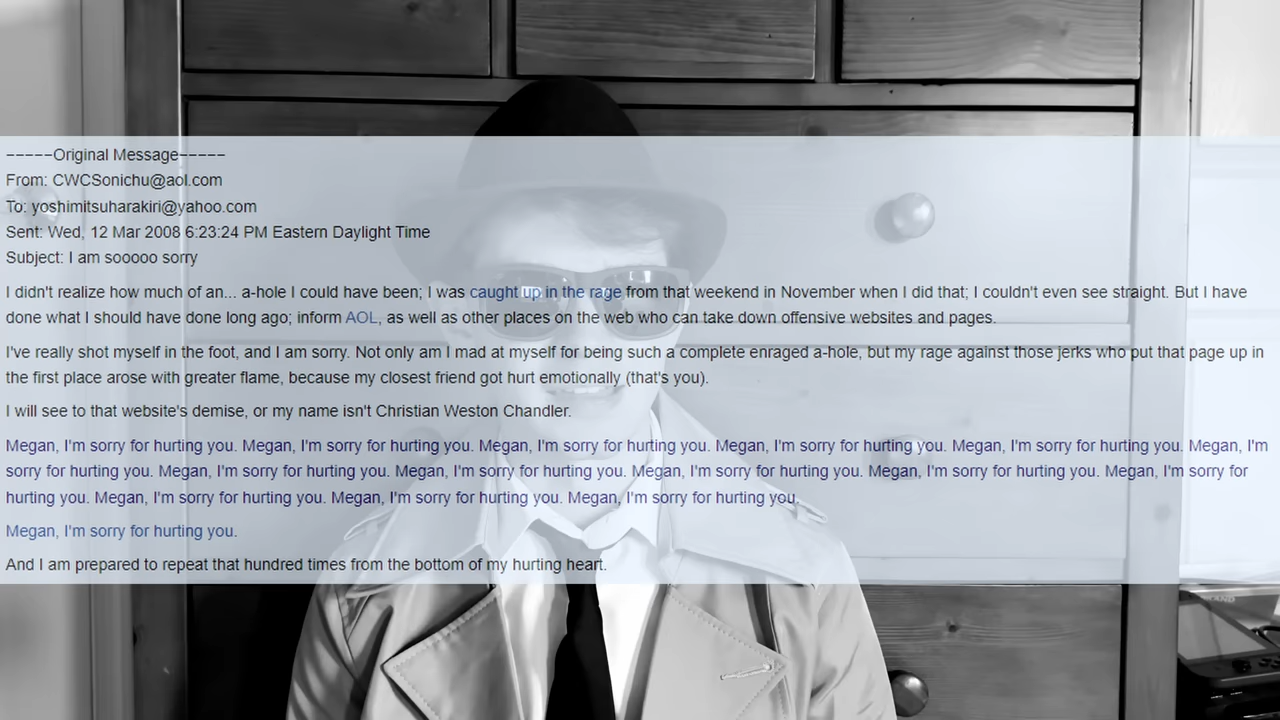 -----Original Message-----
From: CWCSonichu@aol.com
To: yoshimitsuharakiri@yahoo.com
Sent: Wed, 12 Mar 2008 6:23:24 PM Eastern Daylight Time
Subject: I am sooooo sorry
I didn't realize how much of an... a-hole I could have been; I was caught up in the rage from that weekend in November when I did that; I couldn't even see straight. But I have
done what I should have done long ago; inform AOL, as well as other places on the web who can take down offensive websites and pages.
I've really shot myself in the foot, and I am sorry. Not only am I mad at myself for being such a complete enraged a-hole, but my rage against those jerks who put that page up in
the first place arose with greater flame, because my closest friend got hurt emotionally (that's you).
I will see to that website's demise, or my name isn't Christian Weston Chandler.
Megan, I'm sorry for hurting you. Megan, I'm sorry for hurting you. Megan, I'm sorry for hurting you. Megan, I'm sorry for hurting you. Megan, I'm sorry for hurting you. Megan, I'm
sorry for hurting you. Megan, I'm sorry for hurting you. Megan, I'm sorry for hurting you. Megan, I'm sorry for hurting you. Megan, I'm sorry for hurting you. Megan, I'm sorry for
hurting you. Megan, I'm sorry for hurting you. Megan, I'm sorry for hurting you. Megan, I'm sorry for hurting you.
Megan, I'm sorry for hurting you.
And I am prepared to repeat that hundred times from the bottom of my hurting heart.